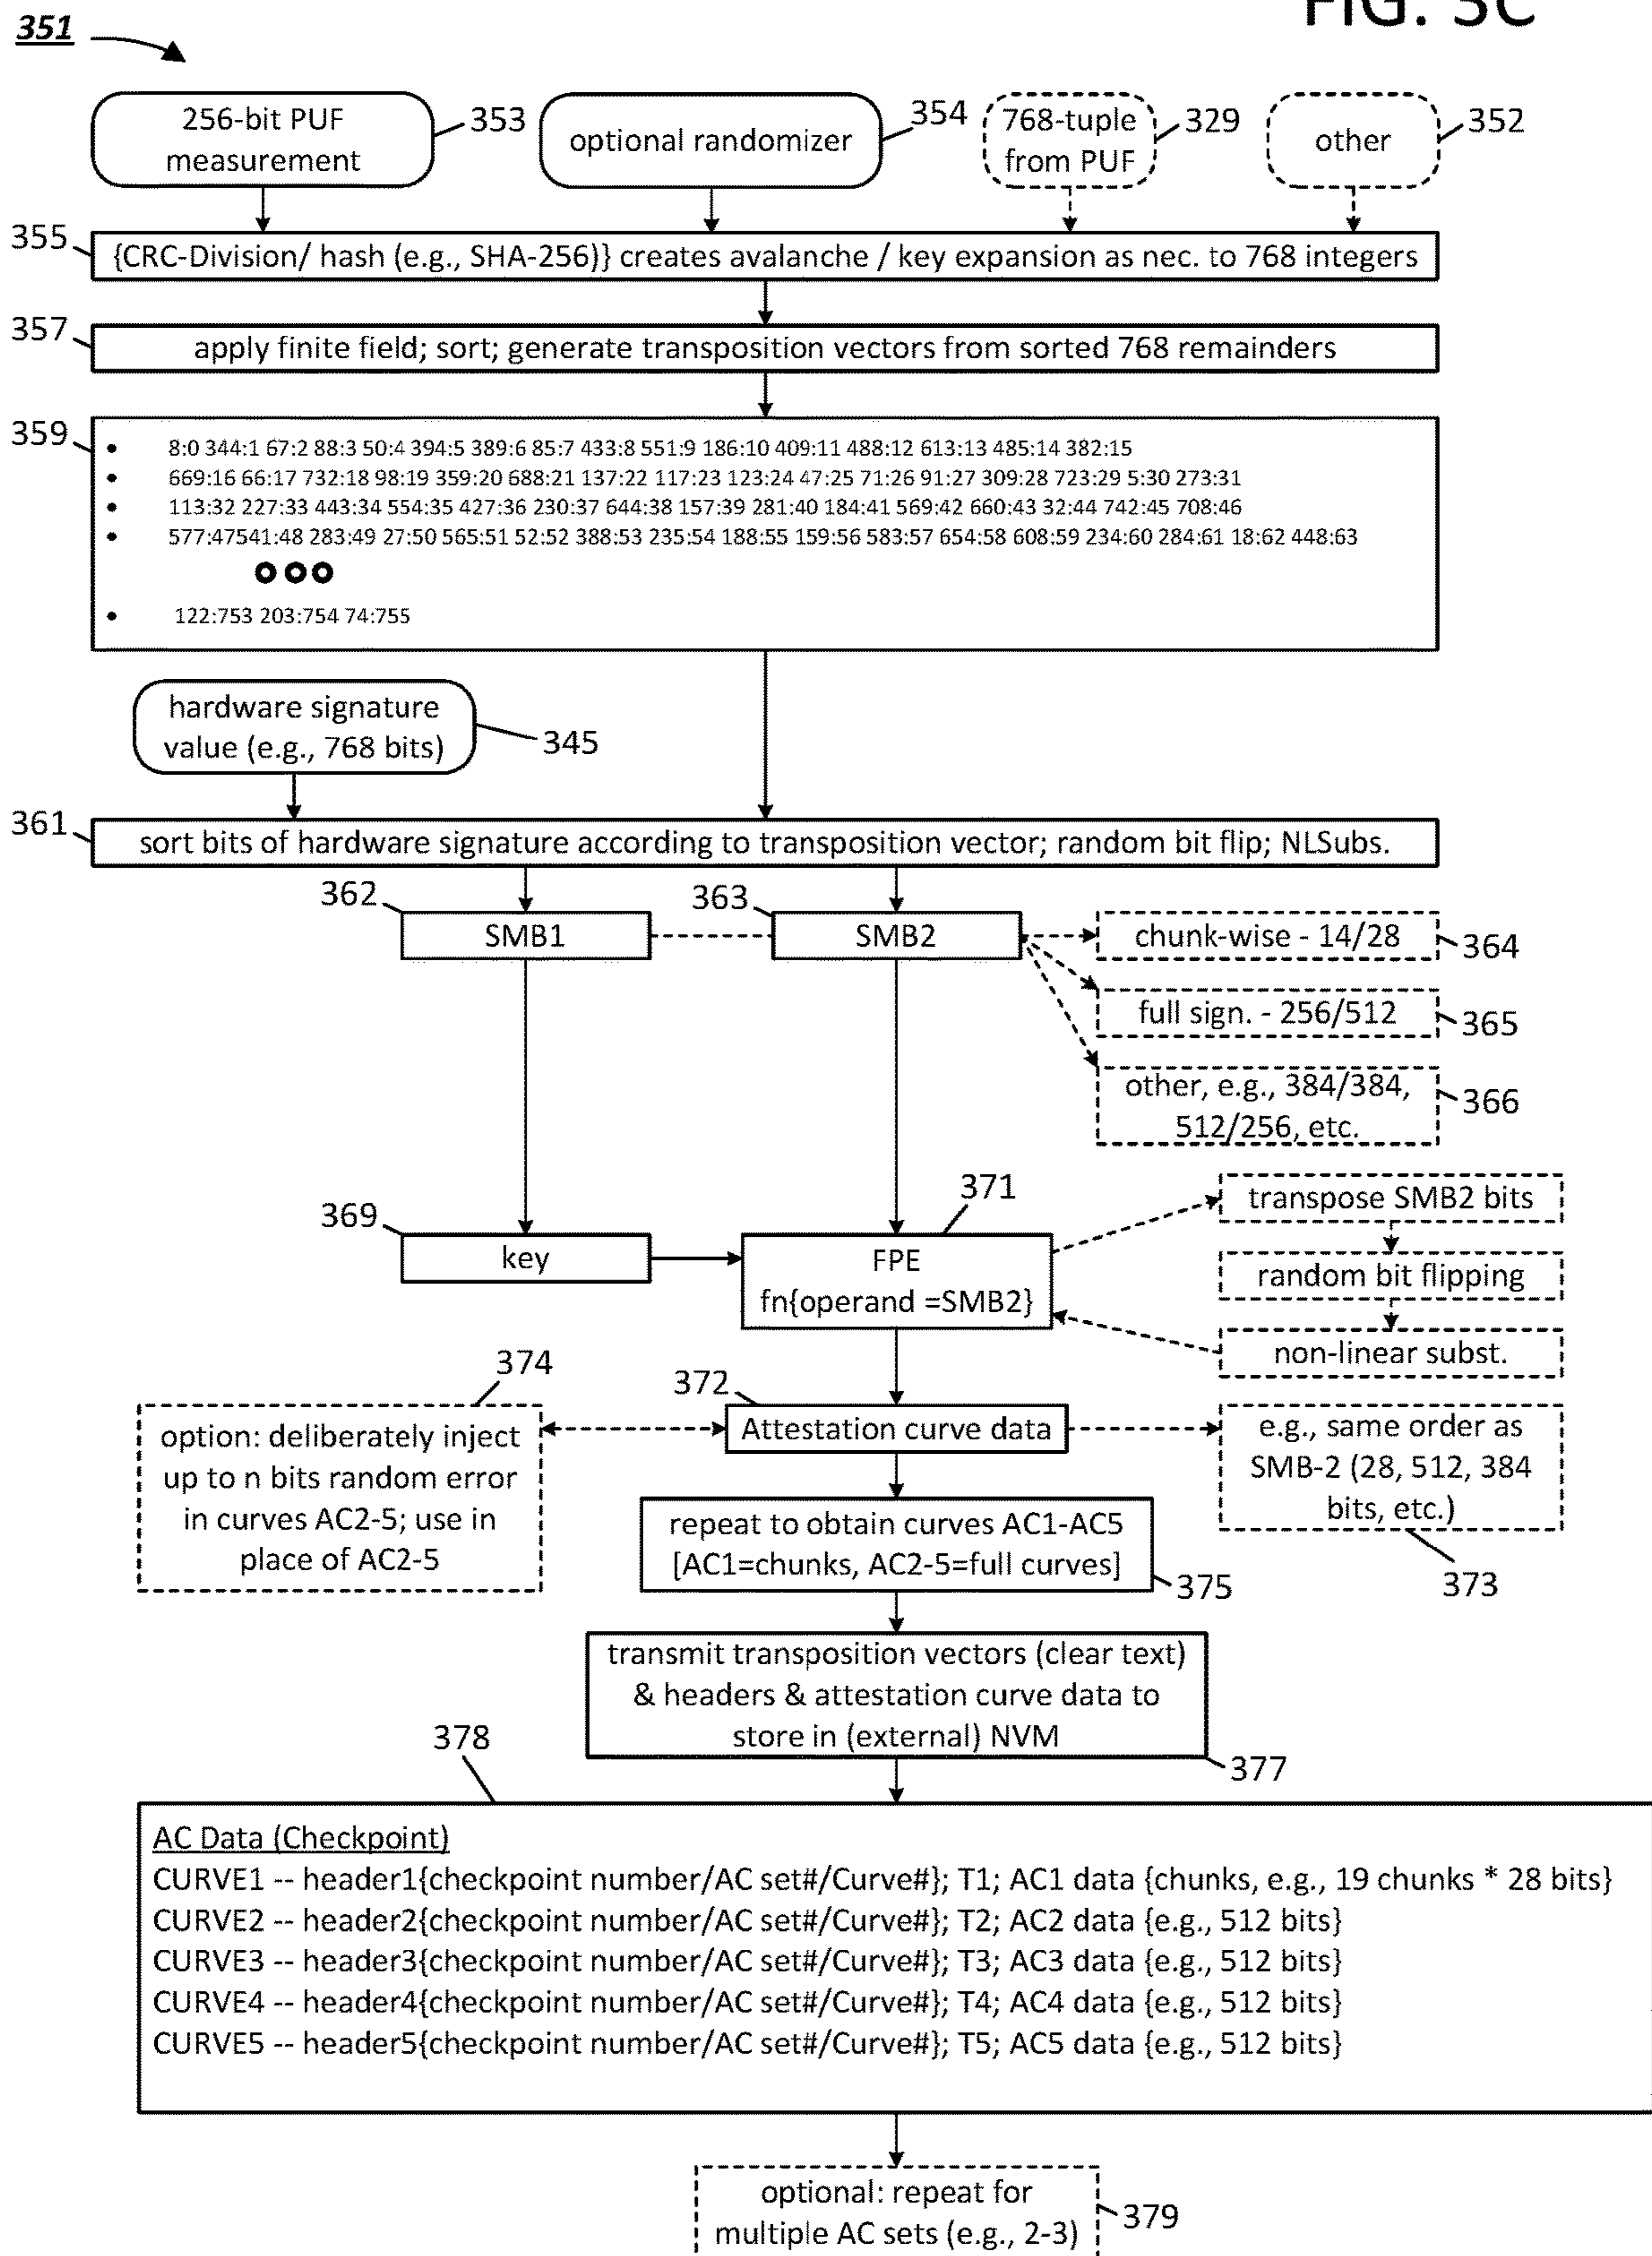 FIG. 3C
351
256-bit PUF
measurement
353
optional randomizer
354
768-tuple
from PUF
329
other
352
355
{CRC-Division/ hash (e.g., SHA-256)} creates avalanche / key expansion as nec. to 768 integers
357
apply finite field; sort; generate transposition vectors from sorted 768 remainders
359
• 8:0 344:1 67:2 88:3 50:4 394:5 389:6 85:7 433:8 551:9 186:10 409:11 488:12 613:13 485:14 382:15
• 669:16 66:17 732:18 98:19 359:20 688:21 137:22 117:23 123:24 47:25 71:26 91:27 309:28 723:29 5:30 273:31
• 113:32 227:33 443:34 554:35 427:36 230:37 644:38 157:39 281:40 184:41 569:42 660:43 32:44 742:45 708:46
• 577:47541:48 283:49 27:50 565:51 52:52 388:53 235:54 188:55 159:56 583:57 654:58 608:59 234:60 284:61 18:62 448:63
• 122:753 203:754 74:755
hardware signature
value (e.g., 768 bits)
345
361
sort bits of hardware signature according to transposition vector; random bit flip; NLSubs.
362
SMB1
363
SMB2
chunk-wise - 14/28
364
full sign. - 256/512
365
other, e.g., 384/384,
512/256, etc.
366
369
key
371
FPE
fn{operand =SMB2}
transpose SMB2 bits
random bit flipping
non-linear subst.
374
option: deliberately inject
up to n bits random error
in curves AC2-5; use in
place of AC2-5
372
Attestation curve data
e.g., same order as
SMB-2 (28, 512, 384
bits, etc.)
373
repeat to obtain curves AC1-AC5
[AC1=chunks, AC2-5=full curves]
375
transmit transposition vectors (clear text)
& headers & attestation curve data to
store in (external) NVM
377
378
AC Data (Checkpoint)
CURVE1 -- header1{checkpoint number/AC set#/Curve#}; T1; AC1 data {chunks, e.g., 19 chunks * 28 bits}
CURVE2 -- header2{checkpoint number/AC set#/Curve#}; T2; AC2 data {e.g., 512 bits}
CURVE3 -- header3{checkpoint number/AC set#/Curve#}; T3; AC3 data {e.g., 512 bits}
CURVE4 -- header4{checkpoint number/AC set#/Curve#}; T4; AC4 data {e.g., 512 bits}
CURVE5 -- header5{checkpoint number/AC set#/Curve#}; T5; AC5 data {e.g., 512 bits}
optional: repeat for
multiple AC sets (e.g., 2-3)
379